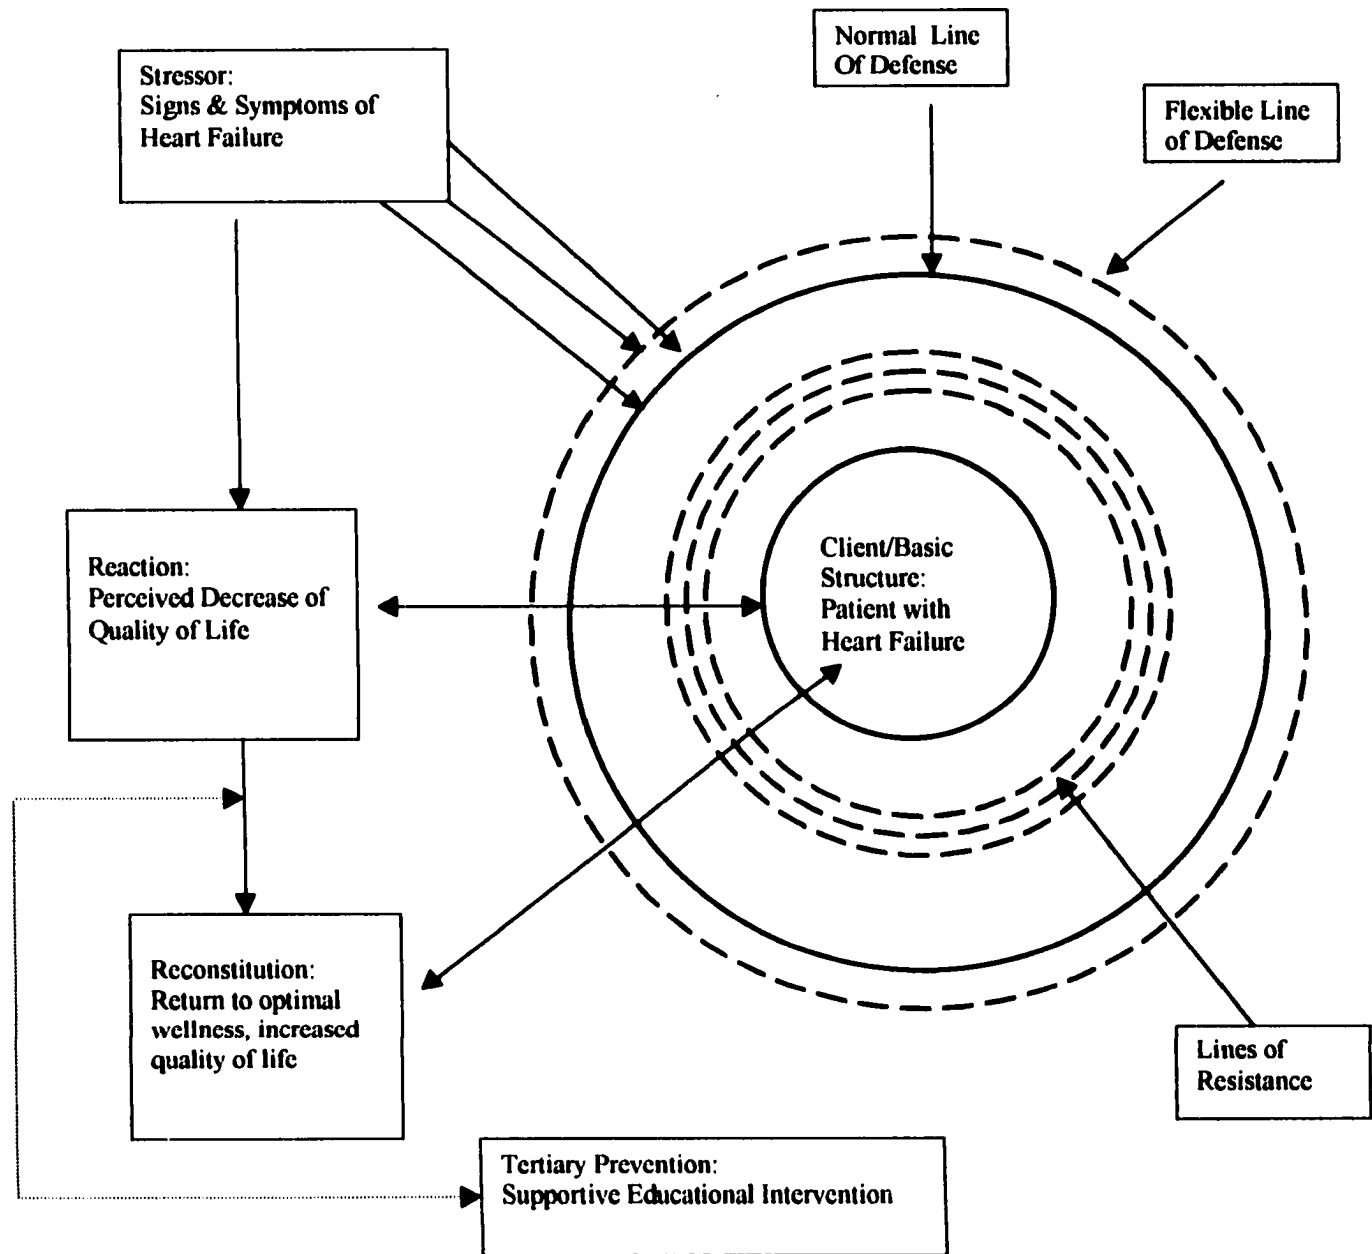 Normal Line
Of Defense
Stressor:
Signs & Symptoms of
Heart Failure
Flexible Line
of Defense
Client/Basic
Structure:
Patient with
Heart Failure
Reaction:
Perceived Decrease of
Quality of Life
Reconstitution:
Return to optimal
wellness, increased
quality of life
Lines of
Resistance
Tertiary Prevention:
Supportive Educational Intervention